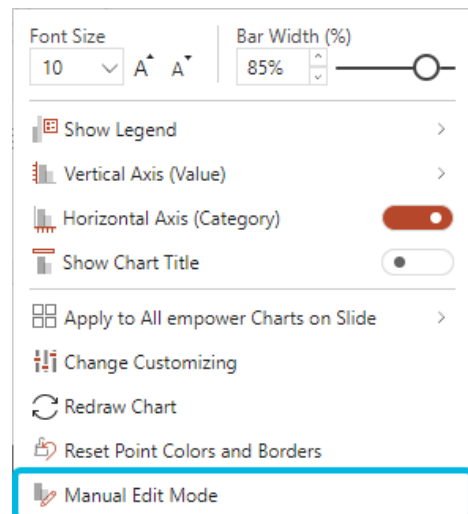 Font Size
Bar Width (%)
10
A A
85%
Show Legend
Vertical Axis (Value)
Horizontal Axis (Category)
Show Chart Title
Apply to All empower Charts on Slide
Change Customizing
Redraw Chart
Reset Point Colors and Borders
Manual Edit Mode